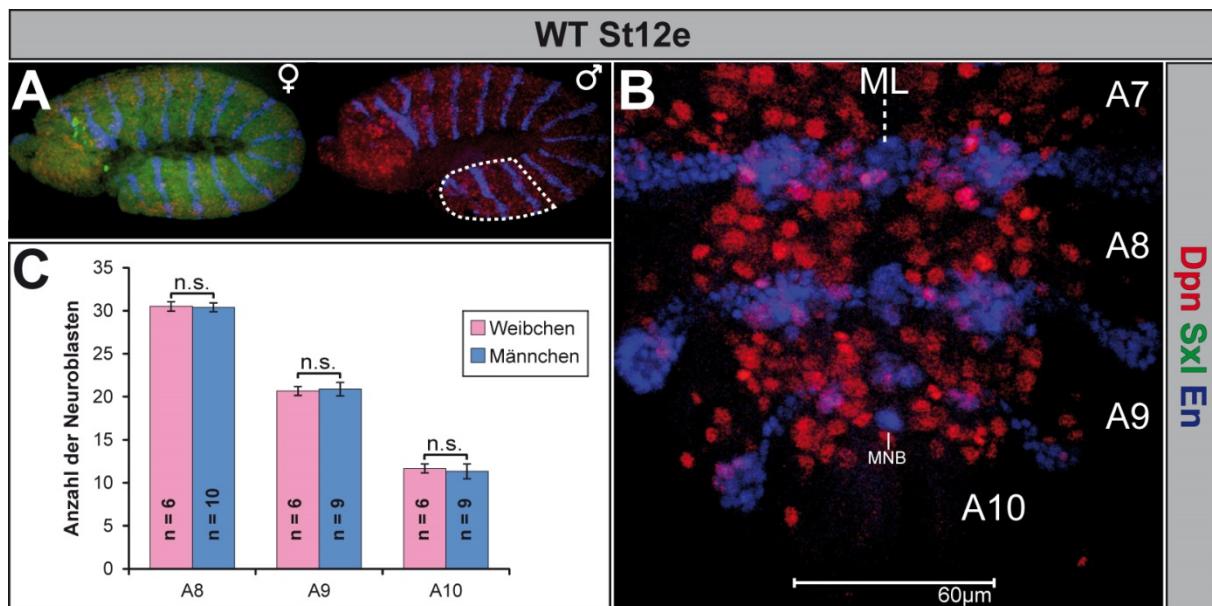 WT St12e
A
♀
♂
B
ML
A7
A8
A9
MNB
A10
60µm
Dpn Sxl En
C
Anzahl der Neuroblasten
35
30
25
20
15
10
5
0
n.s.
n.s.
n.s.
Weibchen
Männchen
n = 6
n = 10
n = 6
n = 9
n = 6
n = 9
A8
A9
A10